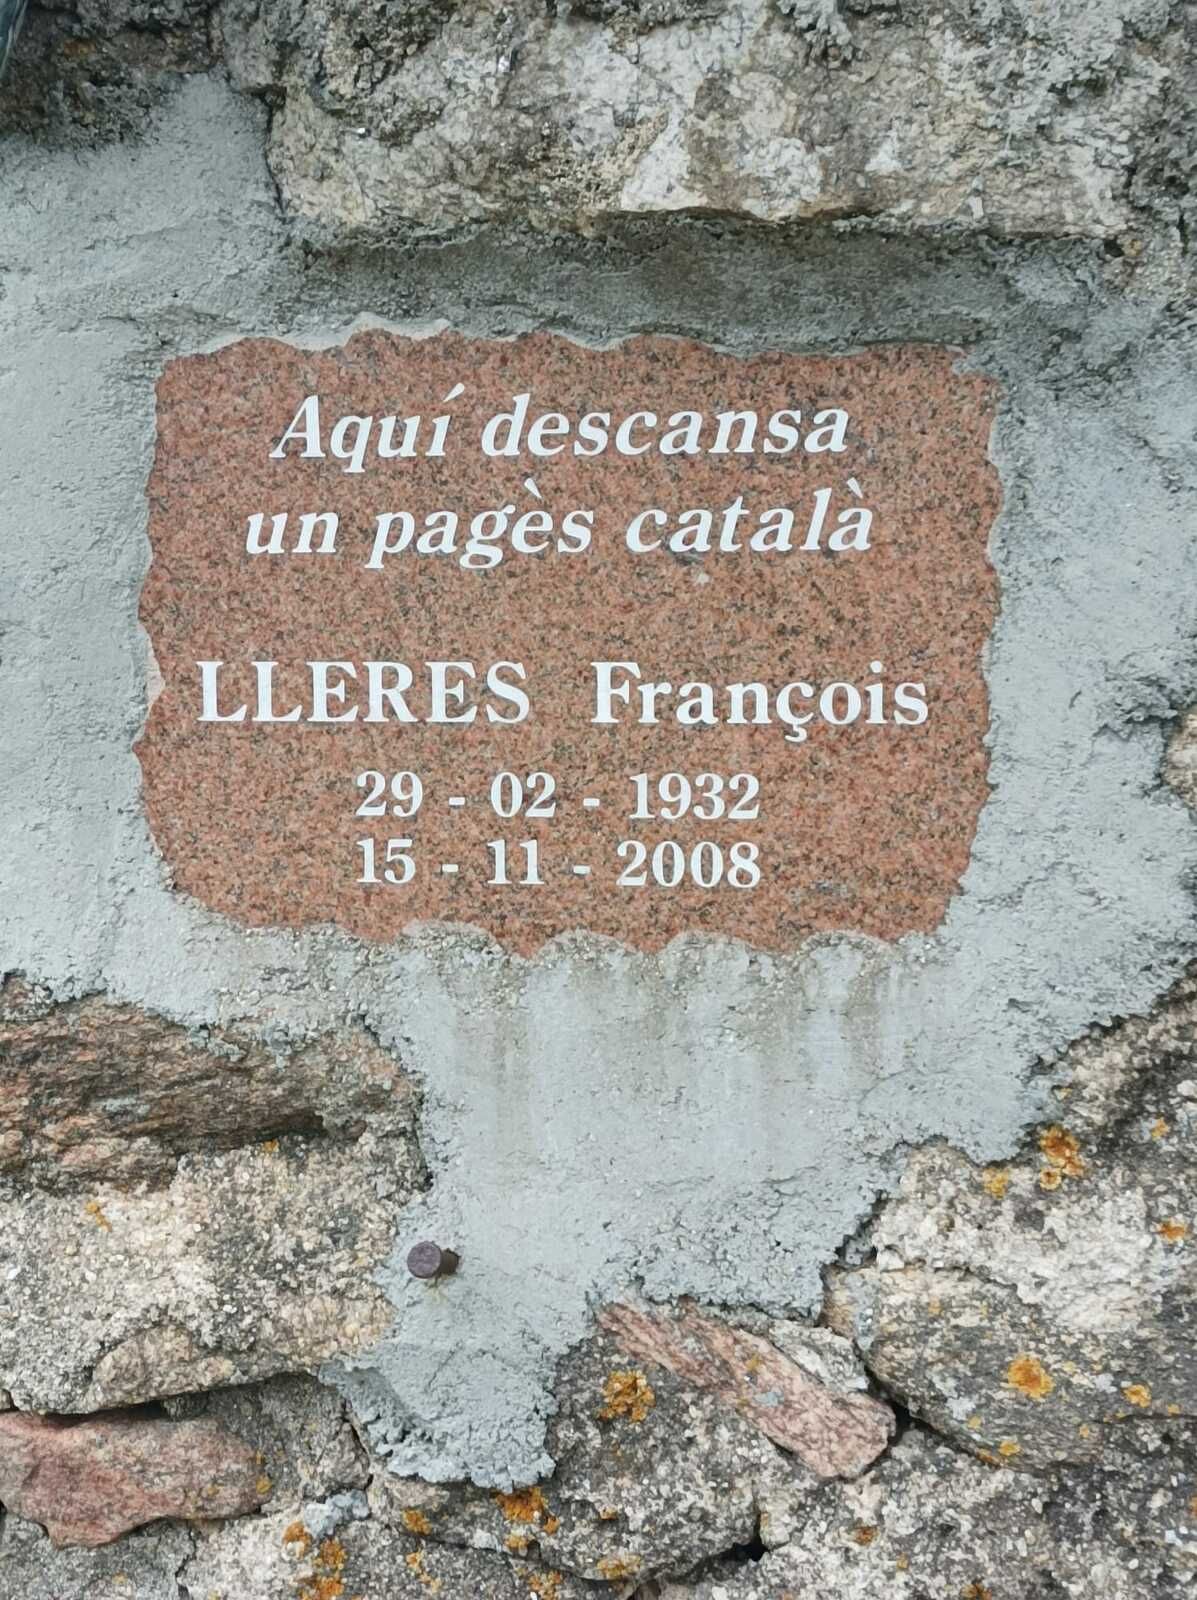 Aquí descansa
un pagès català
LLERES François
29 - 02 - 1932
15 - 11 - 2008